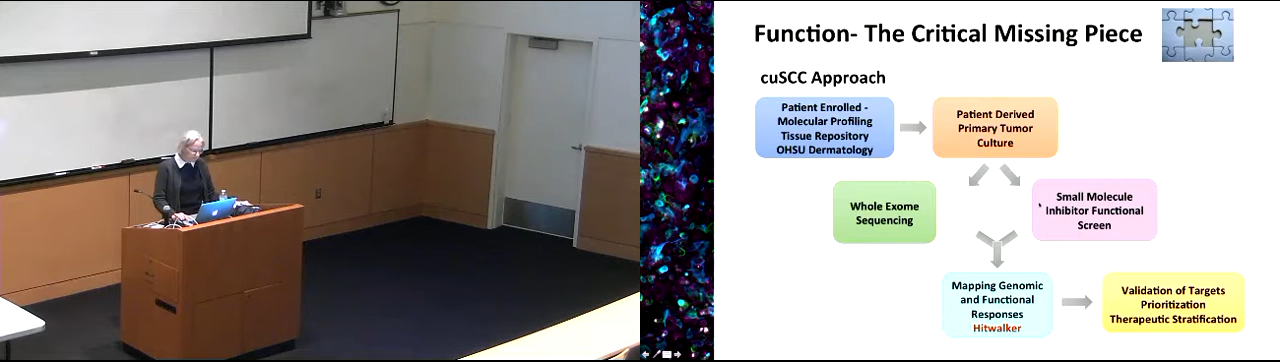 Function- The Critical Missing Piece
cuSCC Approach
Patient Enrolled -
Molecular Profiling
Tissue Repository
OHSU Dermatology
Patient Derived
Primary Tumor
Culture
Whole Exome
Sequencing
Small Molecule
Inhibitor Functional
Screen
Mapping Genomic
and Functional
Responses
Hitwalker
Validation of Targets
Prioritization
Therapeutic Stratification